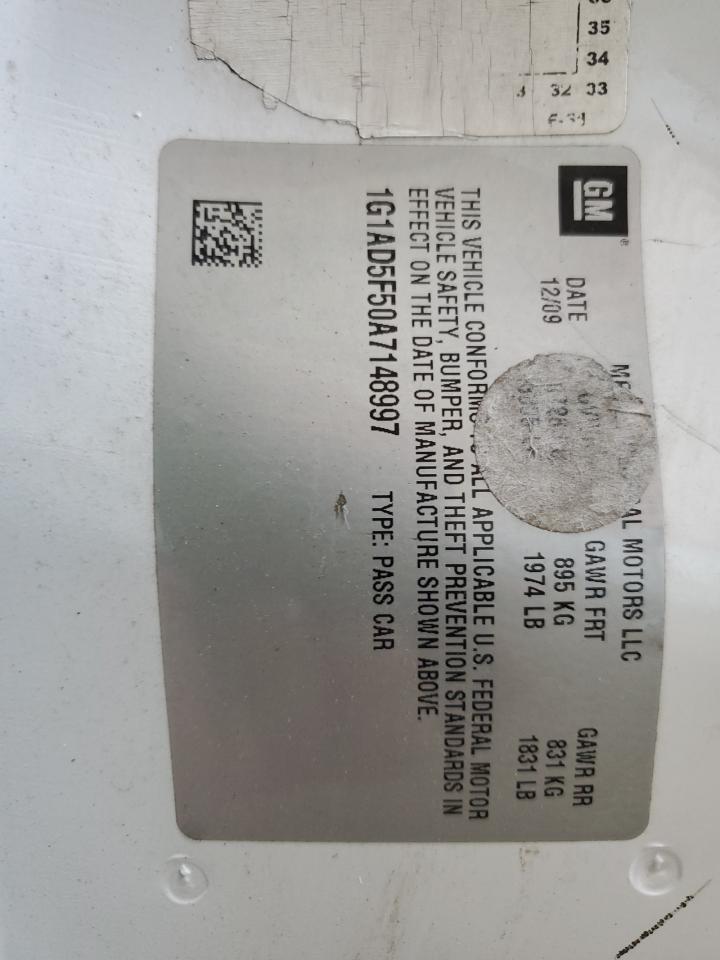 35
34
32 33
GM
MOTORS LLC
DATE GAWR FRT GAWR RR
12/09 895 KG 831 KG
1974 LB 1831 LB
THIS VEHICLE CONFORMS TO ALL APPLICABLE U.S. FEDERAL MOTOR
VEHICLE SAFETY, BUMPER, AND THEFT PREVENTION STANDARDS IN
EFFECT ON THE DATE OF MANUFACTURE SHOWN ABOVE.
1G1AD5F50A7148997 TYPE: PASS CAR